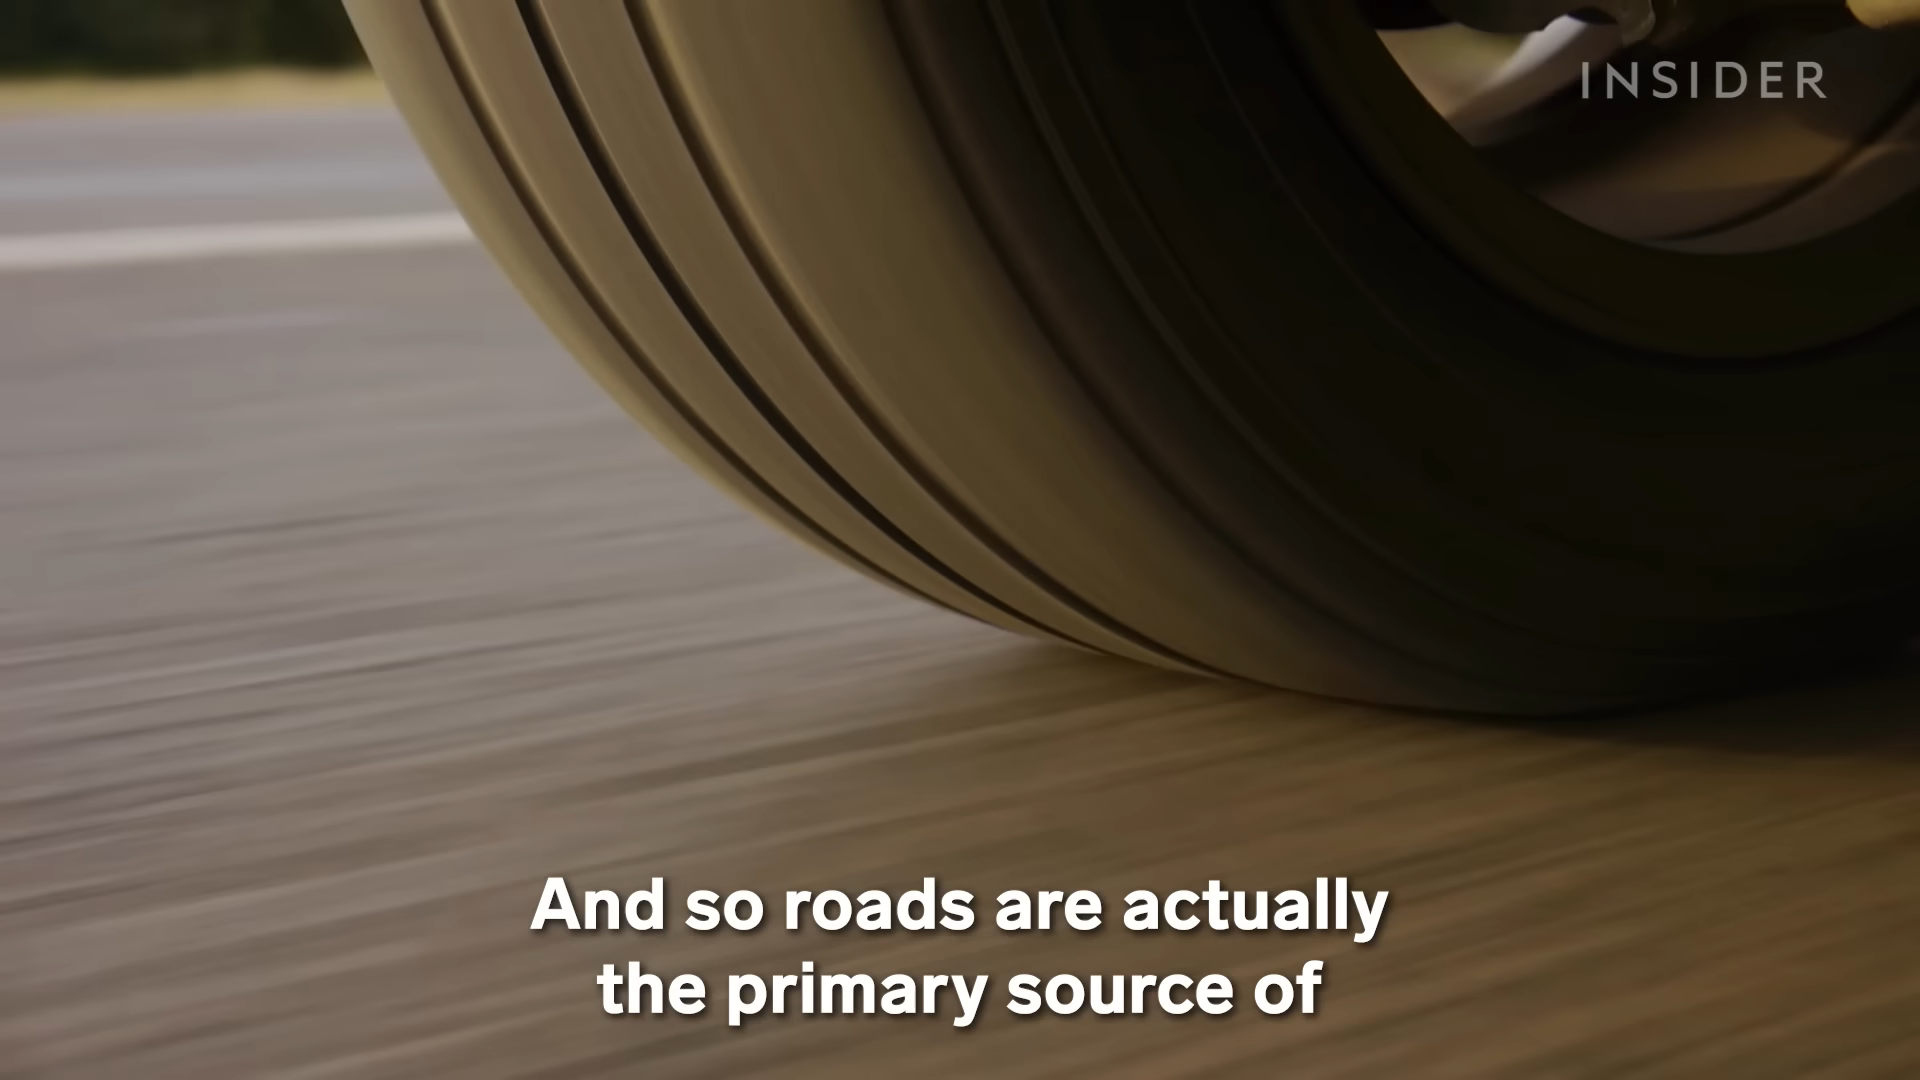 INSIDER
And so roads are actually
the primary source of